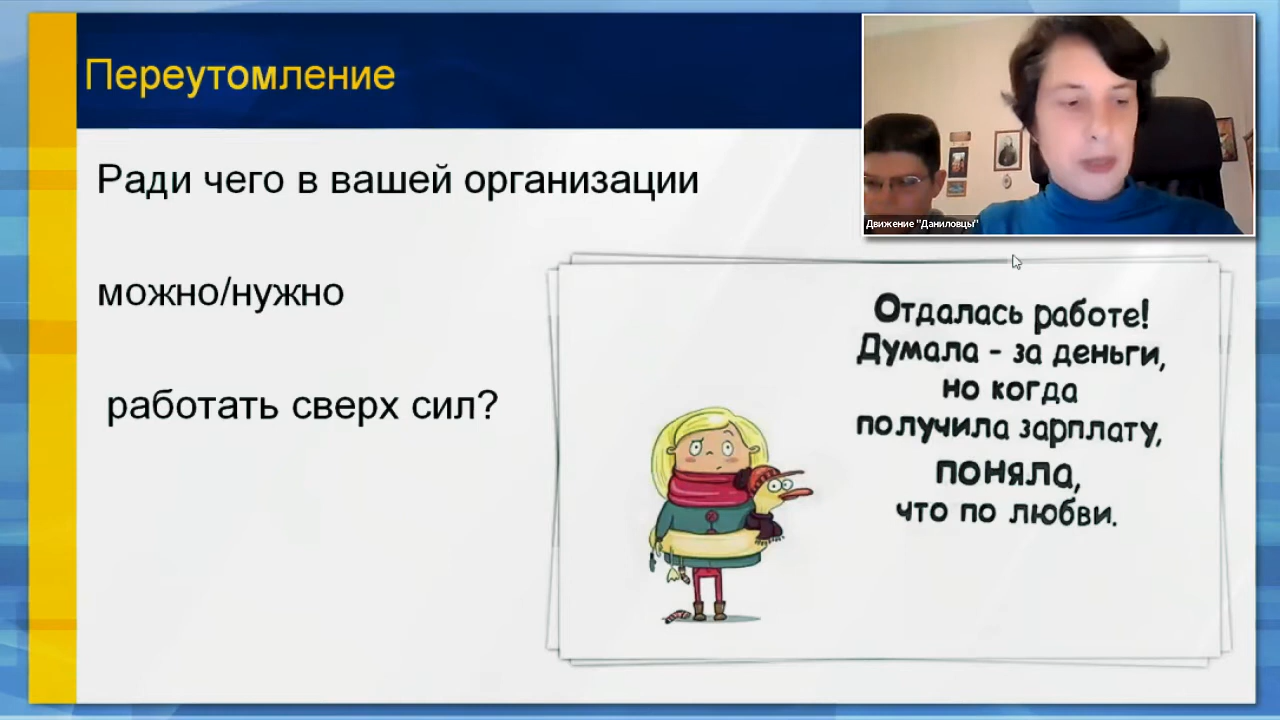 Переутомление
Ради чего в вашей организации
можно/нужно
работать сверх сил?
Движение "Даниловцы"
Отдалась работе!
Думала - за деньги,
но когда
получила зарплату,
поняла,
что по любви.